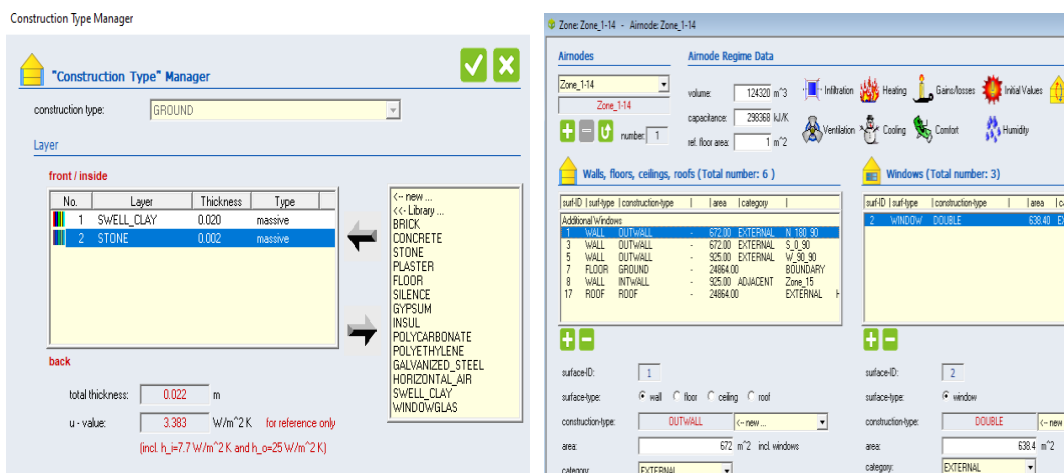 Construction Type Manager
"Construction Type" Manager
construction type: GROUND
Layer
front / inside
No. Layer Thickness Type
1 SWELL_CLAY 0.020 massive
2 STONE 0.002 massive
back
<-- new ...
<<- Library ...
BRICK
CONCRETE
STONE
PLASTER
FLOOR
SILENCE
GYPSUM
INSUL
POLYCARBONATE
POLYETHYLENE
GALVANIZED_STEEL
HORIZONTAL_AIR
SWELL_CLAY
WINDOWGLAS
total thickness: 0.022 m
u - value: 3.383 W/m^2 K for reference only
(incl. h_i=7.7 W/m^2 K and h_o=25 W/m^2 K)
Zone: Zone_1-14 - Airnode: Zone_1-14
Airnodes
Zone_1-14
Zone_1-14
number: 1
Airnode Regime Data
volume: 124320 m^3
capacitance: 298368 kJ/K
ref. floor area: 1 m^2
Infiltration Heating Gains/losses Initial Values
Ventilation Cooling Comfort Humidity
Walls, floors, ceilings, roofs (Total number: 6 )
surf-ID surf-type construction-type area category
Additional Windows
1 WALL OUTWALL - 672.00 EXTERNAL N_180_90
3 WALL OUTWALL - 672.00 EXTERNAL S_0_90
5 WALL OUTWALL - 925.00 EXTERNAL W_90_90
7 FLOOR GROUND - 24864.00 BOUNDARY
8 WALL INTWALL - 925.00 ADJACENT Zone_15
17 ROOF ROOF - 24864.00 EXTERNAL H
surface-ID: 1
surface-type: wall floor ceiling roof
construction-type: OUTWALL <-- new ...
area: 672 m^2 incl. windows
category: EXTERNAL
Windows (Total number: 3)
surf-ID surf-type construction-type area ca
2 WINDOW DOUBLE 638.40 EX
surface-ID: 2
surface-type: window
construction-type: DOUBLE <-- new
area: 638.4 m^2
category: EXTERNAL